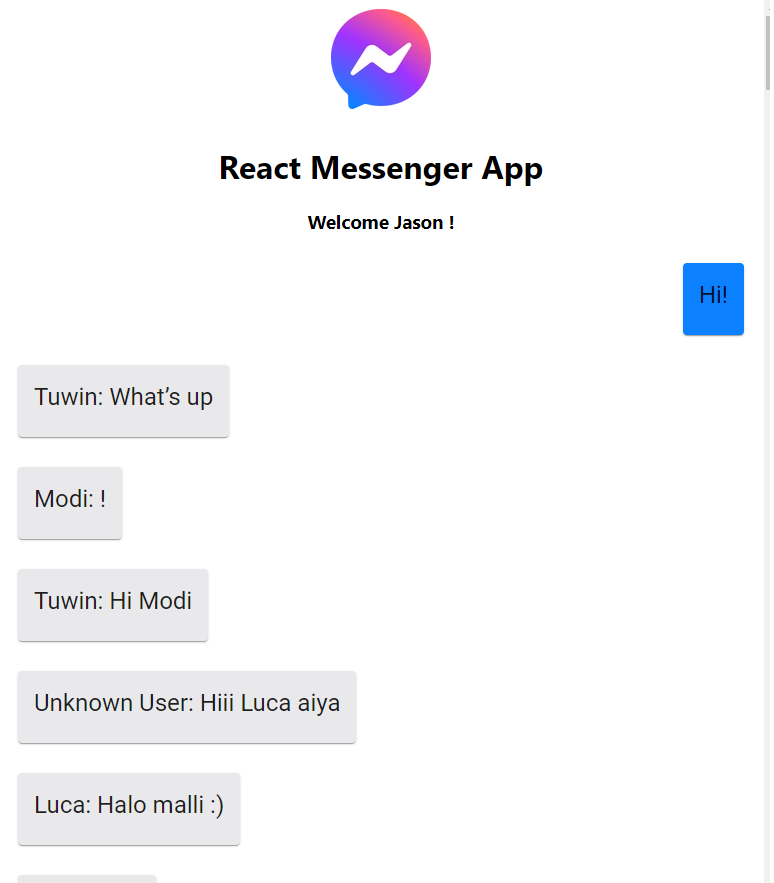 React Messenger App
Welcome Jason !
Hi!
Tuwin: What’s up
Modi: !
Tuwin: Hi Modi
Unknown User: Hiii Luca aiya
Luca: Halo malli :)